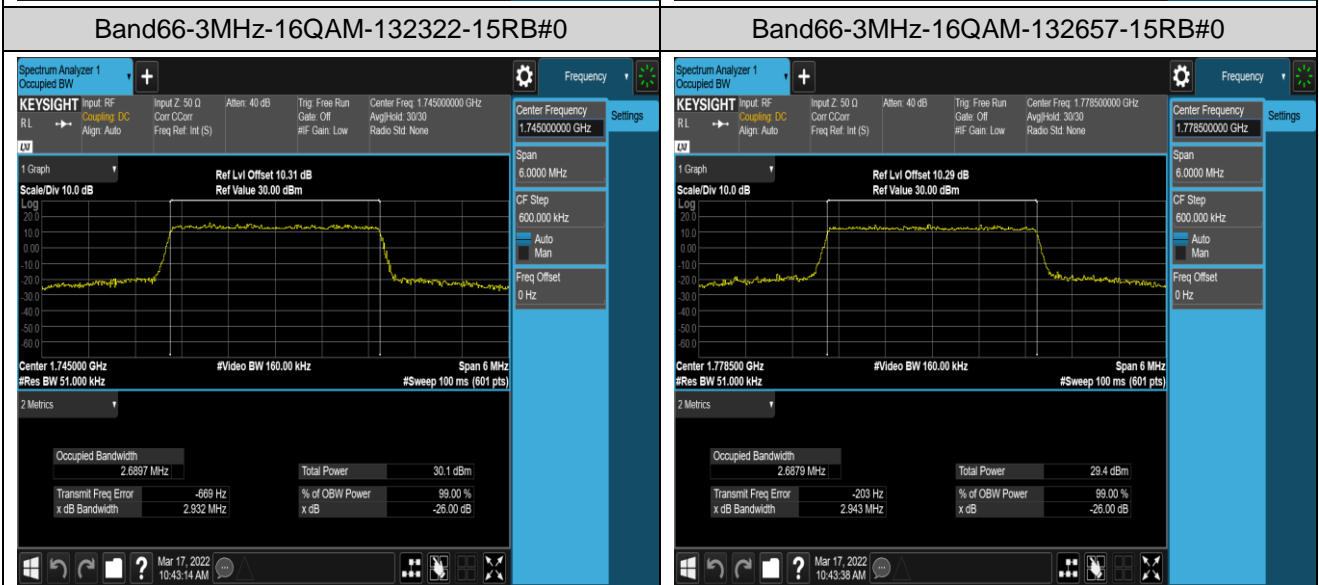 Band66-3MHz-16QAM-132322-15RB#0
Spectrum Analyzer 1
Occupied BW
+
Frequency
KEYSIGHT
RL
LXI
Input: RF
Coupling: DC
Align: Auto
Input Z: 50 Ω
Corr CCorr
Freq Ref: Int (S)
Atten: 40 dB
Trig: Free Run
Gate: Off
#IF Gain: Low
Center Freq: 1.745000000 GHz
Avg|Hold: 30/30
Radio Std: None
Center Frequency
1.745000000 GHz
Settings
Span
6.0000 MHz
CF Step
600.000 kHz
Auto
Man
Freq Offset
0 Hz
1 Graph
Ref Lvl Offset 10.31 dB
Scale/Div 10.0 dB
Ref Value 30.00 dBm
Log
20.0
10.0
0.00
-10.0
-20.0
-30.0
-40.0
-50.0
-60.0
Center 1.745000 GHz
#Video BW 160.00 kHz
Span 6 MHz
#Res BW 51.000 kHz
#Sweep 100 ms (601 pts)
2 Metrics
Occupied Bandwidth
2.6897 MHz
Total Power 30.1 dBm
Transmit Freq Error -669 Hz
% of OBW Power 99.00 %
x dB Bandwidth 2.932 MHz
x dB -26.00 dB
?
Mar 17, 2022
10:43:14 AM
Band66-3MHz-16QAM-132657-15RB#0
Spectrum Analyzer 1
Occupied BW
+
Frequency
KEYSIGHT
RL
LXI
Input: RF
Coupling: DC
Align: Auto
Input Z: 50 Ω
Corr CCorr
Freq Ref: Int (S)
Atten: 40 dB
Trig: Free Run
Gate: Off
#IF Gain: Low
Center Freq: 1.778500000 GHz
Avg|Hold: 30/30
Radio Std: None
Center Frequency
1.778500000 GHz
Settings
Span
6.0000 MHz
CF Step
600.000 kHz
Auto
Man
Freq Offset
0 Hz
1 Graph
Ref Lvl Offset 10.29 dB
Scale/Div 10.0 dB
Ref Value 30.00 dBm
Log
20.0
10.0
0.00
-10.0
-20.0
-30.0
-40.0
-50.0
-60.0
Center 1.778500 GHz
#Video BW 160.00 kHz
Span 6 MHz
#Res BW 51.000 kHz
#Sweep 100 ms (601 pts)
2 Metrics
Occupied Bandwidth
2.6879 MHz
Total Power 29.4 dBm
Transmit Freq Error -203 Hz
% of OBW Power 99.00 %
x dB Bandwidth 2.943 MHz
x dB -26.00 dB
?
Mar 17, 2022
10:43:38 AM